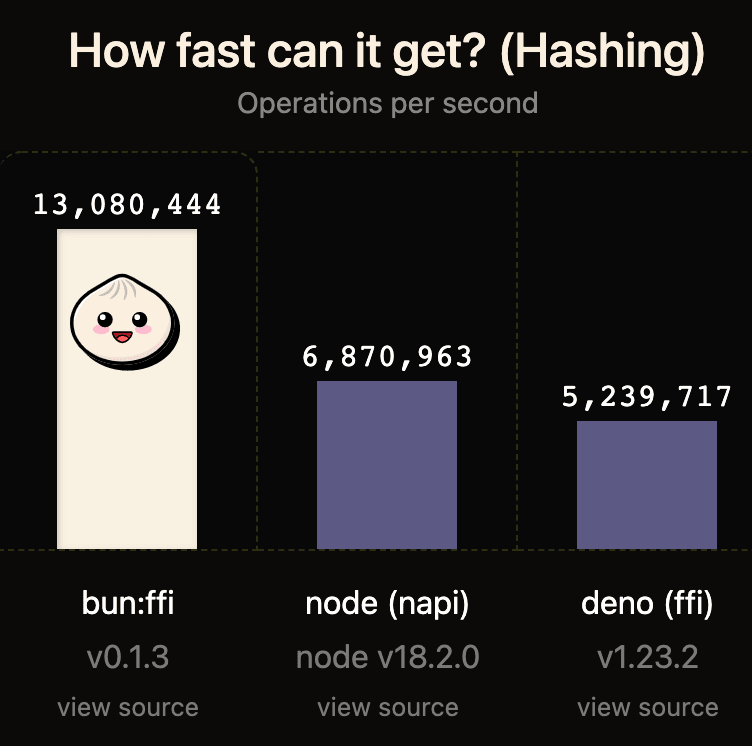 How fast can it get? (Hashing)
Operations per second
13,080,444
6,870,963
5,239,717
bun:ffi
node (napi)
deno (ffi)
v0.1.3
node v18.2.0
v1.23.2
view source
view source
view source